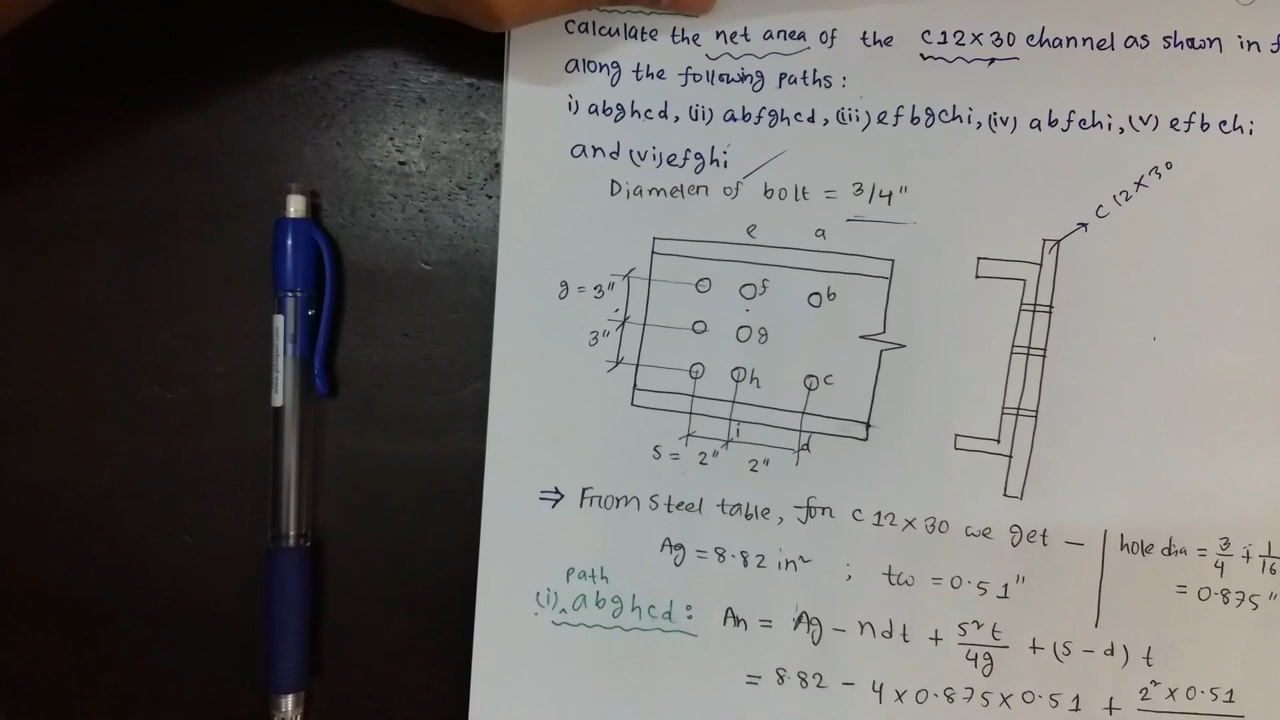 calculate the net area of the C12×30 channel as shown in f
along the following paths:
i) abghcd, (ii) abfghcd, (iii) efbgchi, (iv) abfchi, (v) efbchi
and (vi) efghi
Diameter of bolt = 3/4"
e a
C12×30
g = 3"
f
b
3"
g
h
c
i
d
S = 2"
2"
⇒ From steel table, for C12×30 we get —
hole dia = 3/4 + 1/16
Ag = 8.82 in² ; tw = 0.51"
= 0.875"
path
(i) abghcd: An = Ag - ndt + s²t/4g + (s-d) t
= 8.82 - 4×0.875×0.51 + 2²×0.51